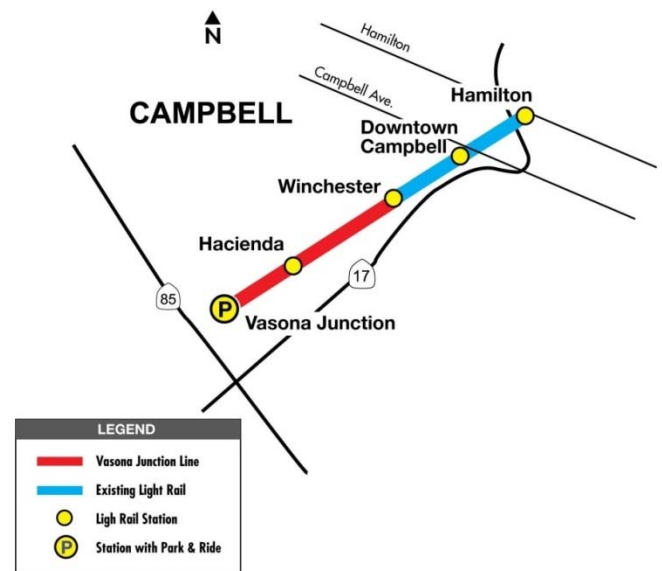 N
Hamilton
Campbell Ave.
CAMPBELL
Hamilton
Downtown
Campbell
Winchester
Hacienda
17
85
P
Vasona Junction
LEGEND
Vasona Junction Line
Existing Light Rail
Ligh Rail Station
P
Station with Park & Ride